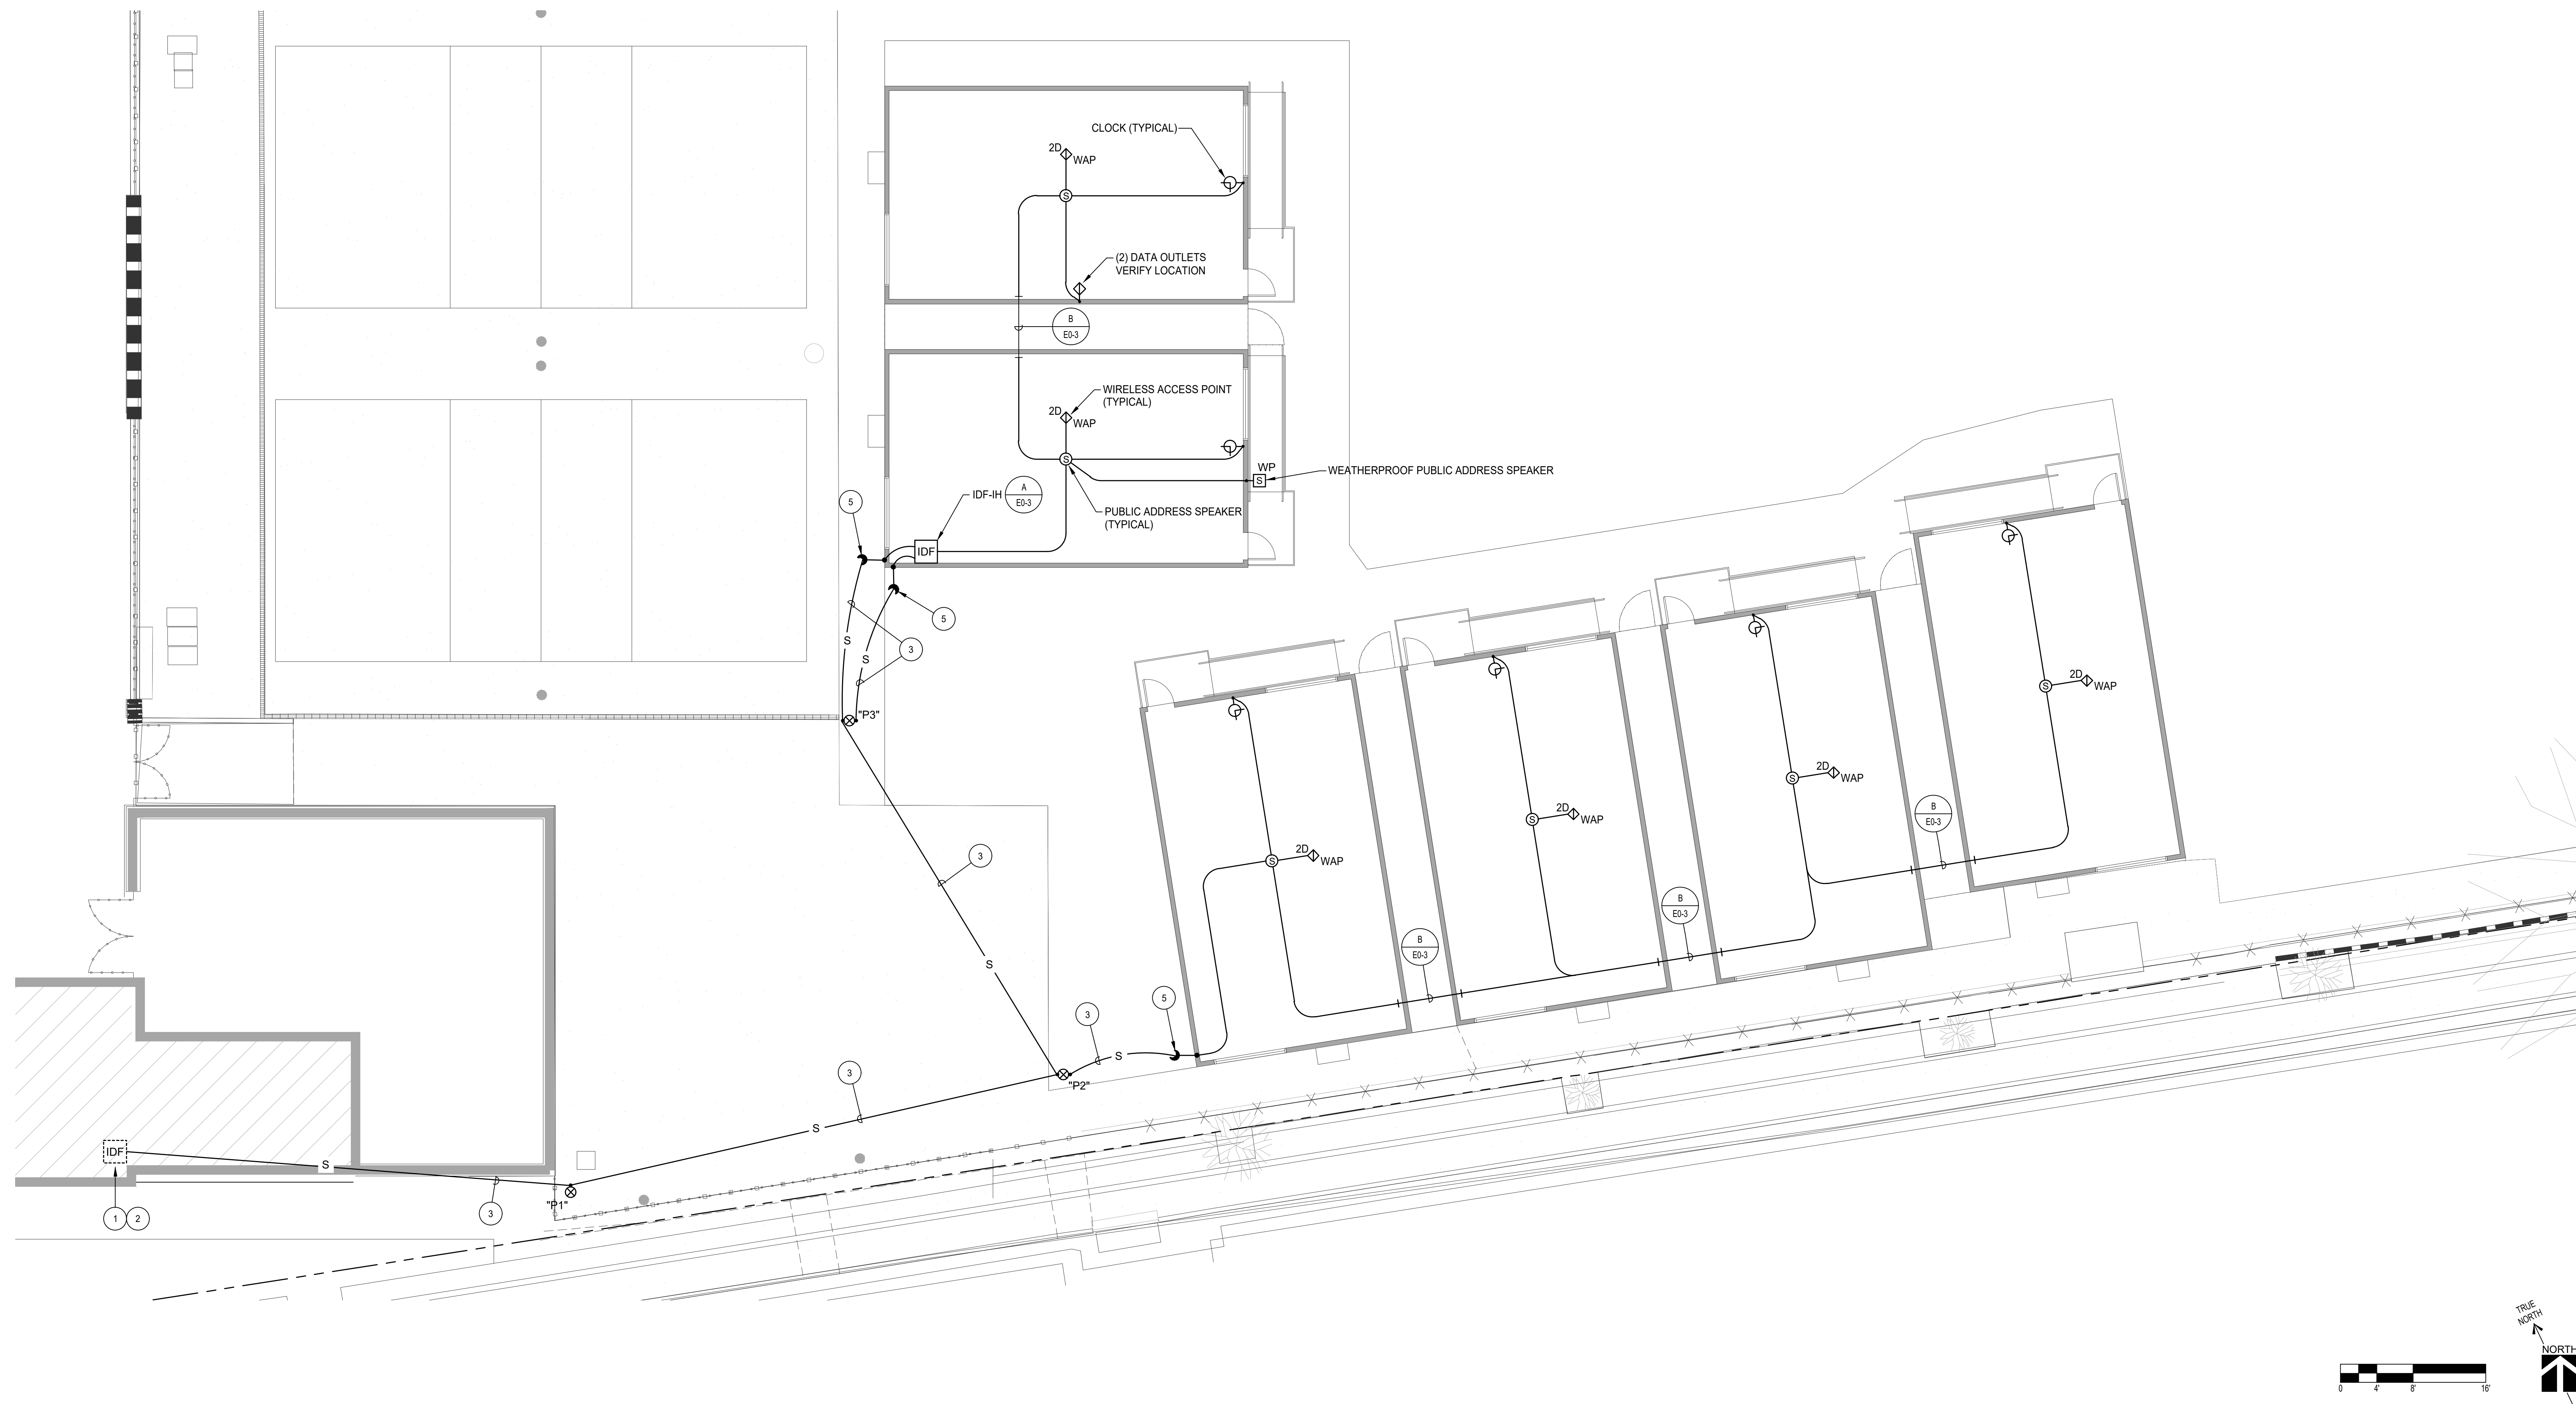 CLOCK (TYPICAL)
2D
WAP
S
(2) DATA OUTLETS
VERIFY LOCATION
B
E0-3
WIRELESS ACCESS POINT
(TYPICAL)
2D
WAP
S
WP
S
WEATHERPROOF PUBLIC ADDRESS SPEAKER
IDF-IH
A
E0-3
PUBLIC ADDRESS SPEAKER
(TYPICAL)
5
IDF
5
S
S
3
"P3"
2D
WAP
S
2D
WAP
S
2D
WAP
S
2D
WAP
S
B
E0-3
B
E0-3
B
E0-3
3
S
5
3
S
"P2"
3
S
IDF
S
"P1"
3
1
2
TRUE
NORTH
NORTH
0
4'
8'
16'